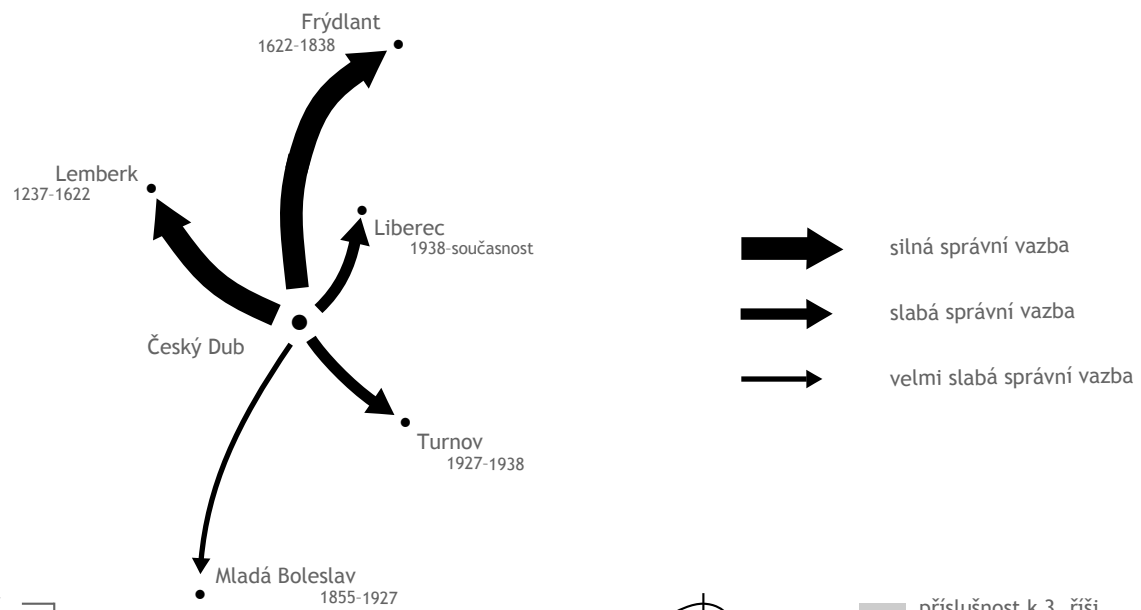 Frýdlant
1622-1838
Lemberk
1237-1622
Liberec
1938-současnost
silná správní vazba
slabá správní vazba
Český Dub
velmi slabá správní vazba
Turnov
1927-1938
Mladá Boleslav
1855-1927
příslušnost k 3. říši